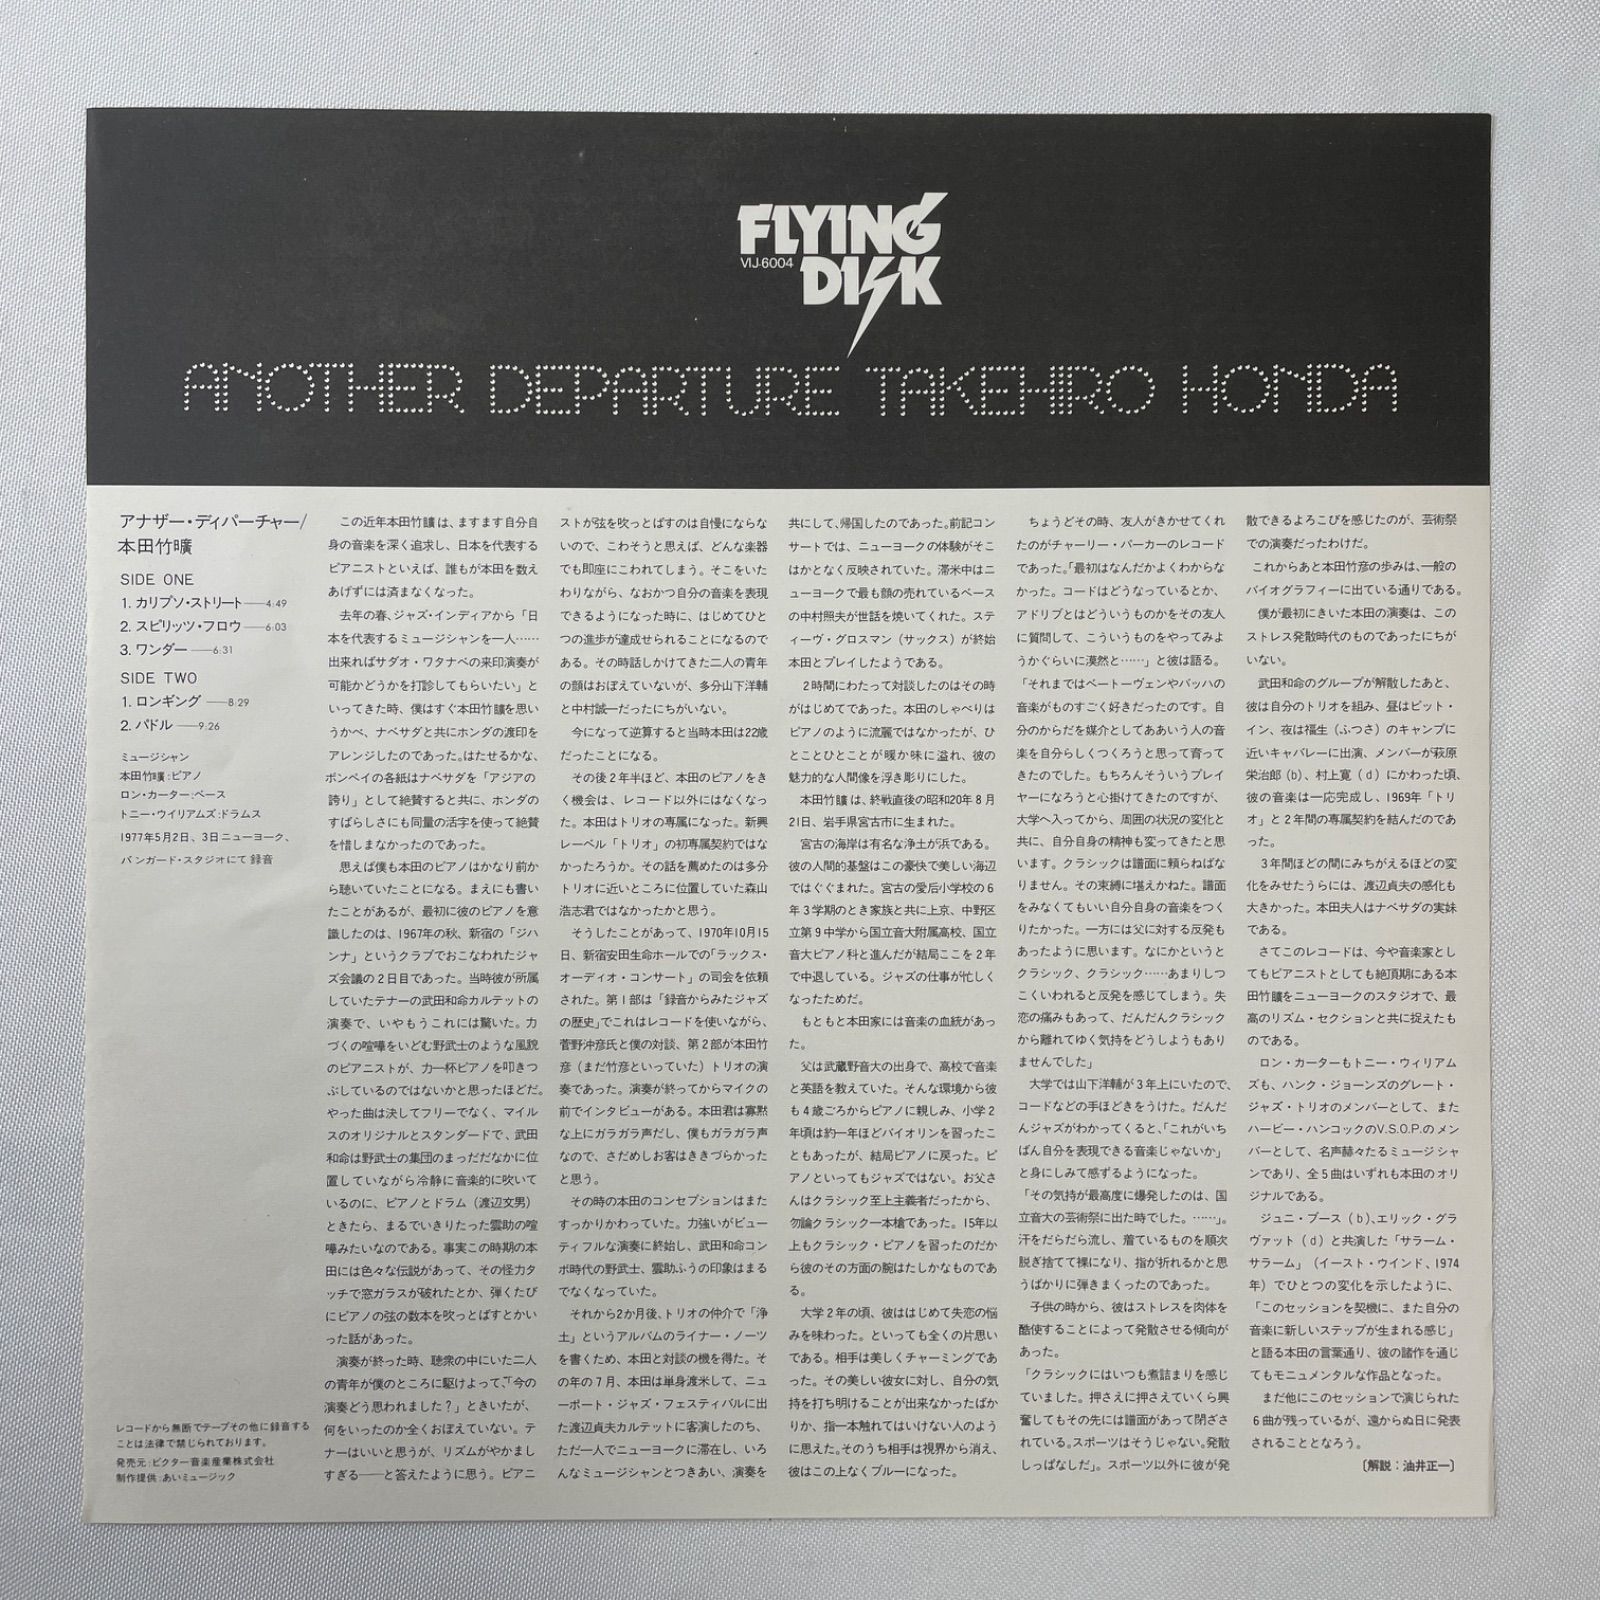 FLYING
VIJ-6004
DISK
ANOTHER DEPARTURE TAKEHIRO HONDA
アナザー・ディパーチャー/
本田竹曠
SIDE ONE
1. カリプソ・ストリート——4:49
2. スピリッツ・フロウ——6:03
3. ワンダー——6:31
SIDE TWO
1. ロンギング——8:29
2. パドル——9:26
ミュージシャン
本田竹曠:ピアノ
ロン・カーター:ベース
トニー・ウイリアムズ:ドラムス
1977年5月2日、3日ニューヨーク、
バンガード・スタジオにて録音
レコードから無断でテープその他に録音する
ことは法律で禁じられております。
発売元:ビクター音楽産業株式会社
制作提供:あいミュージック
この近年本田竹曠は、ますます自分自
身の音楽を深く追求し、日本を代表する
ピアニストといえば、誰もが本田を数え
あげずには済まなくなった。
去年の春、ジャズ・インディアから「日
本を代表するミュージシャンを一人……
出来ればサダオ・ワタナベの来印演奏が
可能かどうかを打診してもらいたい」と
いってきた時、僕はすぐ本田竹曠を思い
うかべ、ナベサダと共にホンダの渡印を
アレンジしたのであった。はたせるかな、
ボンベイの各紙はナベサダを「アジアの
誇り」として絶賛すると共に、ホンダの
すばらしさにも同量の活字を使って絶賛
を惜しまなかったのであった。
思えば僕も本田のピアノはかなり前か
ら聴いていたことになる。まえにも書い
たことがあるが、最初に彼のピアノを意
識したのは、1967年の秋、新宿の「ジハ
ンナ」というクラブでおこなわれたジャ
ズ会議の2日目であった。当時彼が所属
していたテナーの武田和命カルテットの
演奏で、いやもうこれには驚いた。力
づくの喧嘩をいどむ野武士のような風貌
のピアニストが、力一杯ピアノを叩きつ
ぶしているのではないかと思ったほどだ。
やった曲は決してフリーでなく、マイル
スのオリジナルとスタンダードで、武田
和命は野武士の集団のまっただなかに位
置していながら冷静に音楽的に吹いて
いるのに、ピアノとドラム(渡辺文男)
ときたら、まるでいきりたった雲助の喧
嘩みたいなのである。事実この時期の本
田には色々な伝説があって、その怪力タ
ッチで窓ガラスが破れたとか、弾くたび
にピアノの弦の数本を吹っとばすとかい
った話があった。
演奏が終った時、聴衆の中にいた二人
の青年が僕のところに駆けよって、「今の
演奏どう思われました?」ときいたが、
何をいったのか全くおぼえていない。テ
ナーはいいと思うが、リズムがやかまし
すぎる——と答えたように思う。ピアニ
ストが弦を吹っとばすのは自慢にならな
いので、こわそうと思えば、どんな楽器
でも即座にこわれてしまう。そこをいた
わりながら、なおかつ自分の音楽を表現
できるようになった時に、はじめてひと
つの進歩が達成せられることになるので
ある。その時話しかけてきた二人の青年
の顔はおぼえていないが、多分山下洋輔
と中村誠一だったにちがいない。
今になって逆算すると当時本田は22歳
だったことになる。
その後2年半ほど、本田のピアノをき
く機会は、レコード以外にはなくなっ
た。本田はトリオの専属になった。新興
レーベル「トリオ」の初専属契約ではな
かったろうか。その話を薦めたのは多分
トリオに近いところに位置していた森山
浩志君ではなかったかと思う。
そうしたことがあって、1970年10月15
日、新宿安田生命ホールでの「ラックス・
オーディオ・コンサート」の司会を依頼
された。第1部は「録音からみたジャズ
の歴史」でこれはレコードを使いながら、
菅野沖彦氏と僕の対談、第2部が本田竹
彦(まだ竹彦といっていた)トリオの演
奏であった。演奏が終ってからマイクの
前でインタビューがある。本田君は寡黙
な上にガラガラ声だし、僕もガラガラ声
なので、さだめしお客はききづらかった
と思う。
その時の本田のコンセプションはまた
すっかりかわっていた。力強いがビュー
ティフルな演奏に終始し、武田和命コン
ボ時代の野武士、雲助ふうの印象はまる
でなくなっていた。
それから2か月後、トリオの仲介で「浄
土」というアルバムのライナー・ノーツ
を書くため、本田と対談の機を得た。そ
の年の7月、本田は単身渡米して、ニュ
ーポート・ジャズ・フェスティバルに出
た渡辺貞夫カルテットに客演したのち、
ただ一人でニューヨークに滞在し、いろ
んなミュージシャンとつきあい、演奏を
共にして、帰国したのであった。前記コン
サートでは、ニューヨークの体験がそこ
はかとなく反映されていた。滞米中はニ
ューヨークで最も顔の売れているベース
の中村照夫が世話を焼いてくれた。ステ
ィーヴ・グロスマン(サックス)が終始
本田とプレイしたようである。
2時間にわたって対談したのはその時
がはじめてであった。本田のしゃべりは
ピアノのように流麗ではなかったが、ひ
とことひとことが暖か味に溢れ、彼の
魅力的な人間像を浮き彫りにした。
本田竹曠は、終戦直後の昭和20年8月
21日、岩手県宮古市に生まれた。
宮古の海岸は有名な浄土が浜である。
彼の人間的基盤はこの豪快で美しい海辺
ではぐくまれた。宮古の愛后小学校の6
年3学期のとき家族と共に上京、中野区
立第9中学から国立音大附属高校、国立
音大ピアノ科と進んだが結局ここを2年
で中退している。ジャズの仕事が忙しく
なったためだ。
もともと本田家には音楽の血統があっ
た。
父は武蔵野音大の出身で、高校で音楽
と英語を教えていた。そんな環境から彼
も4歳ごろからピアノに親しみ、小学2
年頃は約一年ほどバイオリンを習ったこ
ともあったが、結局ピアノに戻った。ピ
アノといってもジャズではない。お父さ
んはクラシック至上主義者だったから、
勿論クラシック一本槍であった。15年以
上もクラシック・ピアノを習ったのだか
ら彼のその方面の腕はたしかなものであ
る。
大学2年の頃、彼ははじめて失恋の悩
みを味わった。といっても全くの片思い
である。相手は美しくチャーミングであ
った。その美しい彼女に対し、自分の気
持を打ち明けることが出来なかったばか
りか、指一本触れてはいけない人のよう
に思えた。そのうち相手は視界から消え、
彼はこの上なくブルーになった。
ちょうどその時、友人がきかせてくれ
たのがチャーリー・パーカーのレコード
であった。「最初はなんだかよくわからな
かった。コードはどうなっているとか、
アドリブとはどういうものかをその友人
に質問して、こういうものをやってみよ
うかぐらいに漠然と……」と彼は語る。
「それまではベートーヴェンやバッハの
音楽がものすごく好きだったのです。自
分のからだを媒介としてああいう人の音
楽を自分らしくつくろうと思って育って
きたのでした。もちろんそういうプレイ
ヤーになろうと心掛けてきたのですが、
大学へ入ってから、周囲の状況の変化と
共に、自分自身の精神も変ってきたと思
います。クラシックは譜面に頼らねばな
りません。その束縛に堪えかねた。譜面
をみなくてもいい自分自身の音楽をつく
りたかった。一方には父に対する反発も
あったように思います。なにかというと
クラシック、クラシック……あまりしつ
こくいわれると反発を感じてしまう。失
恋の痛みもあって、だんだんクラシック
から離れてゆく気持をどうしようもあり
ませんでした」
大学では山下洋輔が3年上にいたので、
コードなどの手ほどきをうけた。だんだ
んジャズがわかってくると、「これがいち
ばん自分を表現できる音楽じゃないか」
と身にしみて感ずるようになった。
「その気持が最高度に爆発したのは、国
立音大の芸術祭に出た時でした。……」。
汗をだらだら流し、着ているものを順次
脱ぎ捨てて裸になり、指が折れるかと思
うばかりに弾きまくったのであった。
子供の時から、彼はストレスを肉体を
酷使することによって発散させる傾向が
あった。
「クラシックにはいつも煮詰まりを感じ
ていました。押さえに押さえていくら興
奮してもその先には譜面があって閉ざさ
れている。スポーツはそうじゃない。発散
しっぱなしだ」。スポーツ以外に彼が発
散できるよろこびを感じたのが、芸術祭
での演奏だったわけだ。
これからあと本田竹彦の歩みは、一般の
バイオグラフィーに出ている通りである。
僕が最初にきいた本田の演奏は、この
ストレス発散時代のものであったにちが
いない。
武田和命のグループが解散したあと、
彼は自分のトリオを組み、昼はピット・
イン、夜は福生(ふつさ)のキャンプに
近いキャバレーに出演、メンバーが萩原
栄治郎(b)、村上寛(d)にかわった頃、
彼の音楽は一応完成し、1969年「トリ
オ」と2年間の専属契約を結んだのであ
った。
3年間ほどの間にみちがえるほどの変
化をみせたうらには、渡辺貞夫の感化も
大きかった。本田夫人はナベサダの実妹
である。
さてこのレコードは、今や音楽家とし
てもピアニストとしても絶頂期にある本
田竹曠をニューヨークのスタジオで、最
高のリズム・セクションと共に捉えたも
のである。
ロン・カーターもトニー・ウィリアム
ズも、ハンク・ジョーンズのグレート・
ジャズ・トリオのメンバーとして、また
ハービー・ハンコックのV.S.O.P.のメン
バーとして、名声赫々たるミュージシャ
ンであり、全5曲はいずれも本田のオリ
ジナルである。
ジュニ・ブース(b)、エリック・グラ
ヴァット(d)と共演した「サラーム・
サラーム」(イースト・ウインド、1974
年)でひとつの変化を示したように、
「このセッションを契機に、また自分の
音楽に新しいステップが生まれる感じ」
と語る本田の言葉通り、彼の諸作を通じ
てもモニュメンタルな作品となった。
まだ他にこのセッションで演じられた
6曲が残っているが、遠からぬ日に発表
されることとなろう。
〔解説:油井正一〕